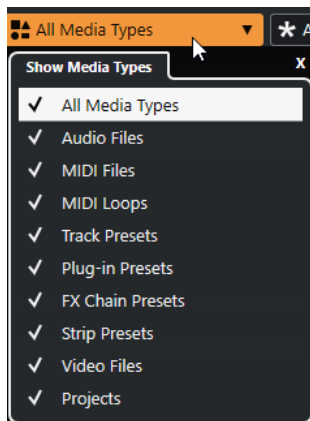 All Media Types
Show Media Types X
All Media Types
Audio Files
MIDI Files
MIDI Loops
Track Presets
Plug-in Presets
FX Chain Presets
Strip Presets
Video Files
Projects